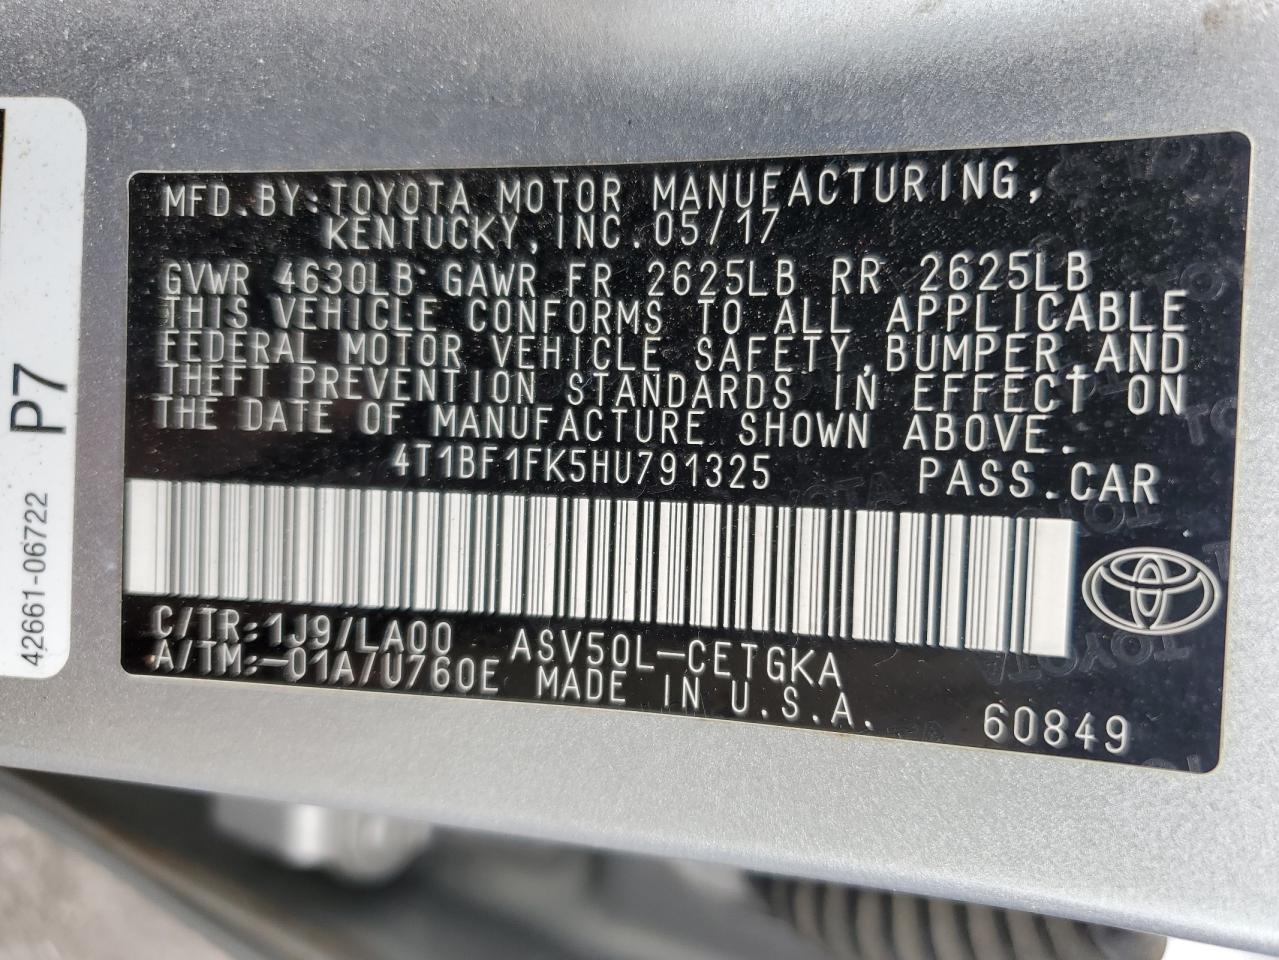 MFD.BY:TOYOTA MOTOR MANUFACTURING,
KENTUCKY,INC.05/17
GVWR 4630LB GAWR FR 2625LB RR 2625LB
THIS VEHICLE CONFORMS TO ALL APPLICABLE
FEDERAL MOTOR VEHICLE SAFETY,BUMPER,AND
THEFT PREVENTION STANDARDS IN EFFECT ON
THE DATE OF MANUFACTURE SHOWN ABOVE.
4T1BF1FK5HU791325 PASS.CAR
C/TR:1J9/LA00 ASV50L-CETGKA
A/TM:-01A/U760E MADE IN U.S.A.
60849
P7
42661-06722